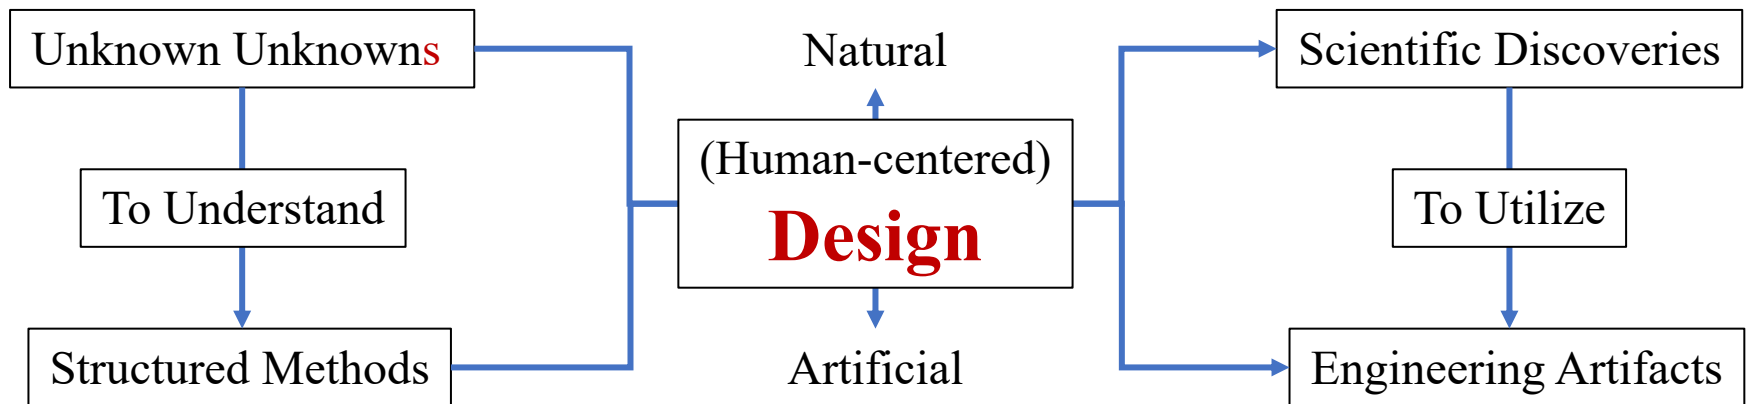 Unknown Unknowns
Natural
Scientific Discoveries
(Human-centered)
Design
To Understand
To Utilize
Structured Methods
Artificial
Engineering Artifacts